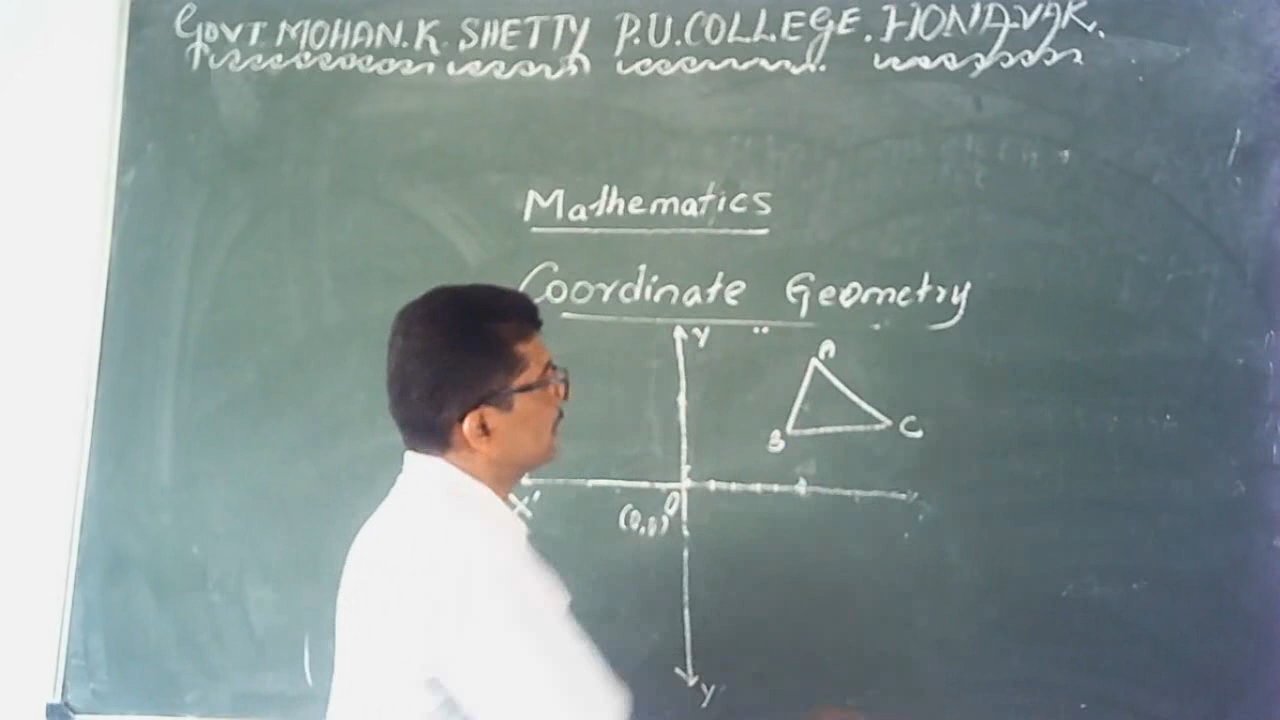 GOVT MOHAN.K. SHETTY P.U.COLLEGE. HONAVAR.
Mathematics
Coordinate Geometry
Y
A
B
C
X'
O
(0,0)
Y'